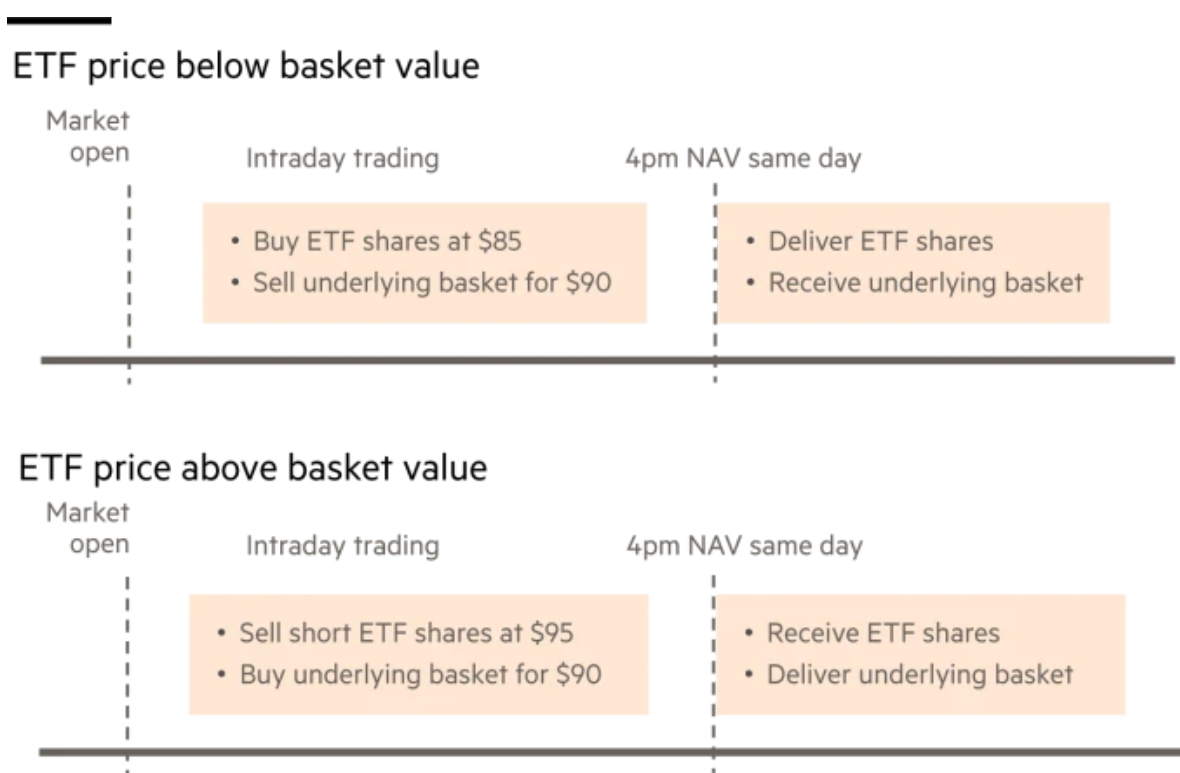 ETF price below basket value
Market
open
Intraday trading
4pm NAV same day
• Buy ETF shares at $85
• Sell underlying basket for $90
• Deliver ETF shares
• Receive underlying basket
ETF price above basket value
Market
open
Intraday trading
4pm NAV same day
• Sell short ETF shares at $95
• Buy underlying basket for $90
• Receive ETF shares
• Deliver underlying basket